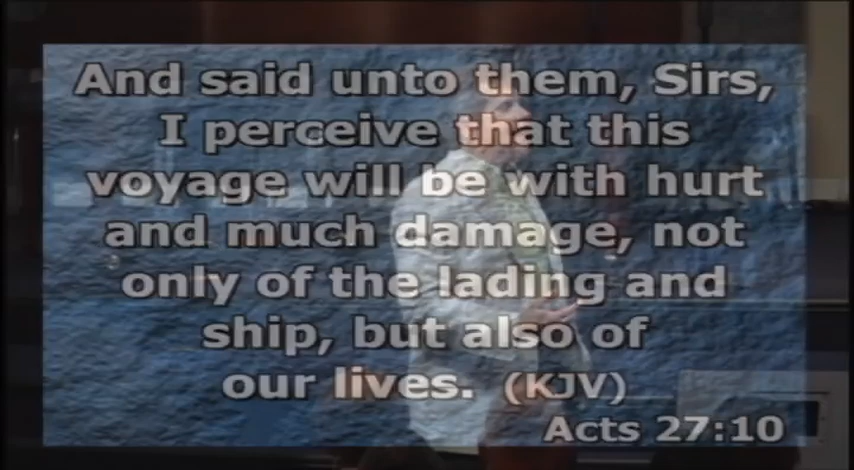 And said unto them, Sirs,
I perceive that this
voyage will be with hurt
and much damage, not
only of the lading and
ship, but also of
our lives. (KJV)
Acts 27:10